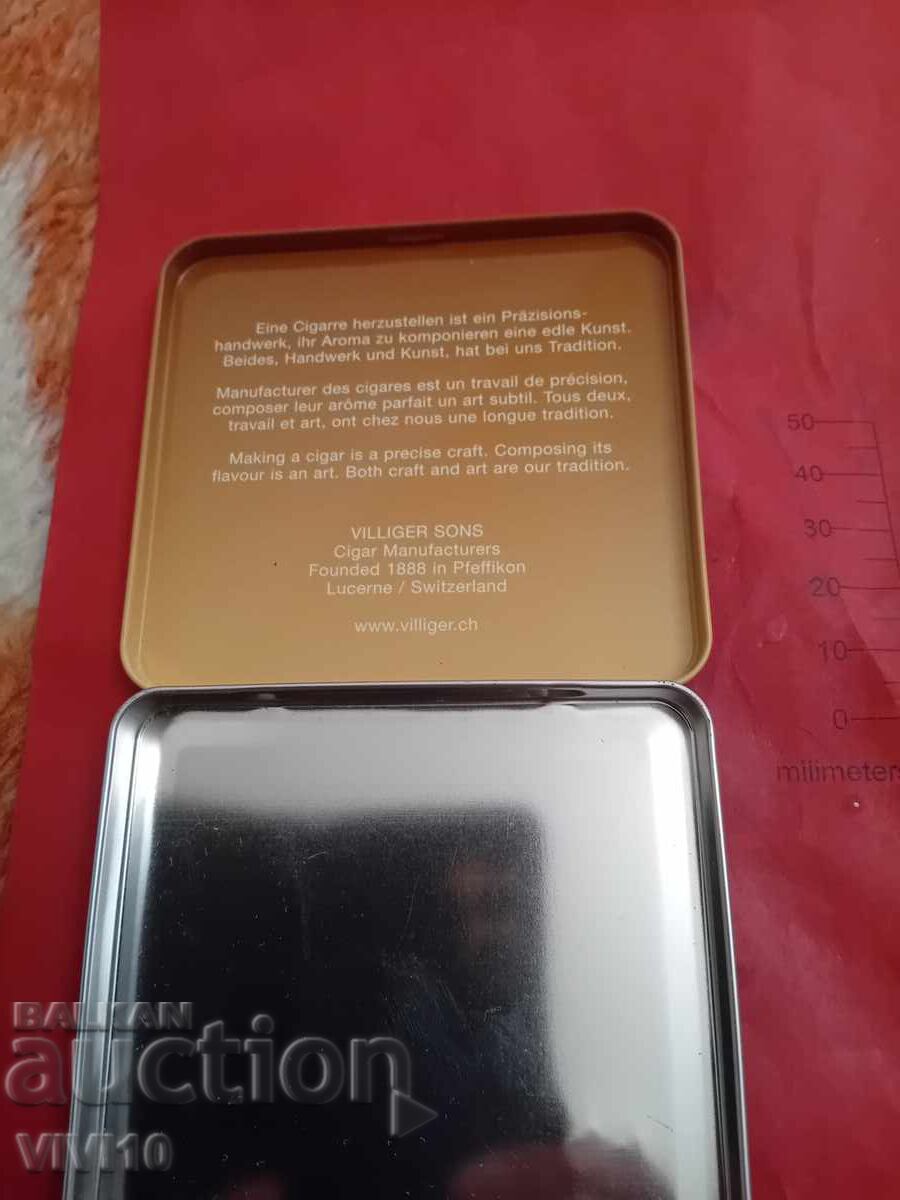 Eine Cigarre herzustellen ist ein Präzisions-
handwerk, ihr Aroma zu komponieren eine edle Kunst.
Beides, Handwerk und Kunst, hat bei uns Tradition.
Manufacturer des cigares est un travail de précision,
composer leur arôme parfait un art subtil. Tous deux,
travail et art, ont chez nous une longue tradition.
Making a cigar is a precise craft. Composing its
flavour is an art. Both craft and art are our tradition.
VILLIGER SONS
Cigar Manufacturers
Founded 1888 in Pfeffikon
Lucerne / Switzerland
www.villiger.ch
50
40
30
20
10
0
milimeters
BALKAN
auction
VIVI10